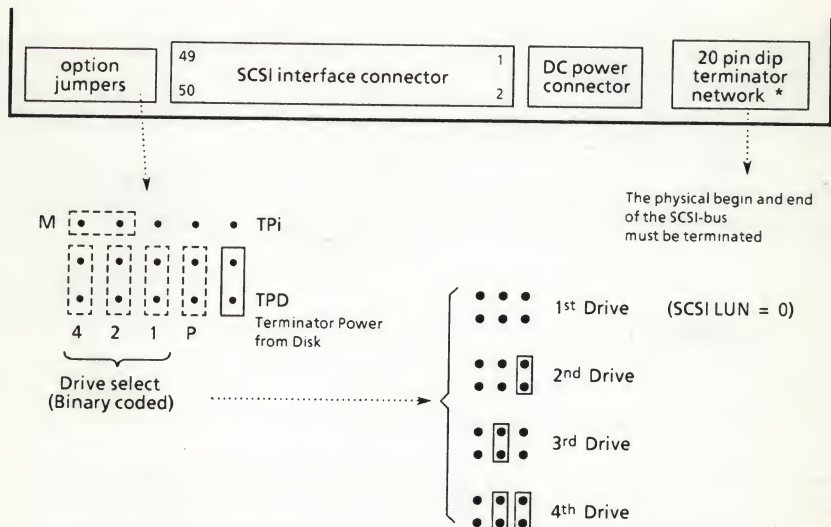 option
jumpers
49
50
SCSI interface connector
1
2
DC power
connector
20 pin dip
terminator
network *
The physical begin and end
of the SCSI-bus
must be terminated
M
TPi
TPD
Terminator Power
from Disk
4 2 1 P
Drive select
(Binary coded)
1st Drive (SCSI LUN = 0)
2nd Drive
3rd Drive
4th Drive